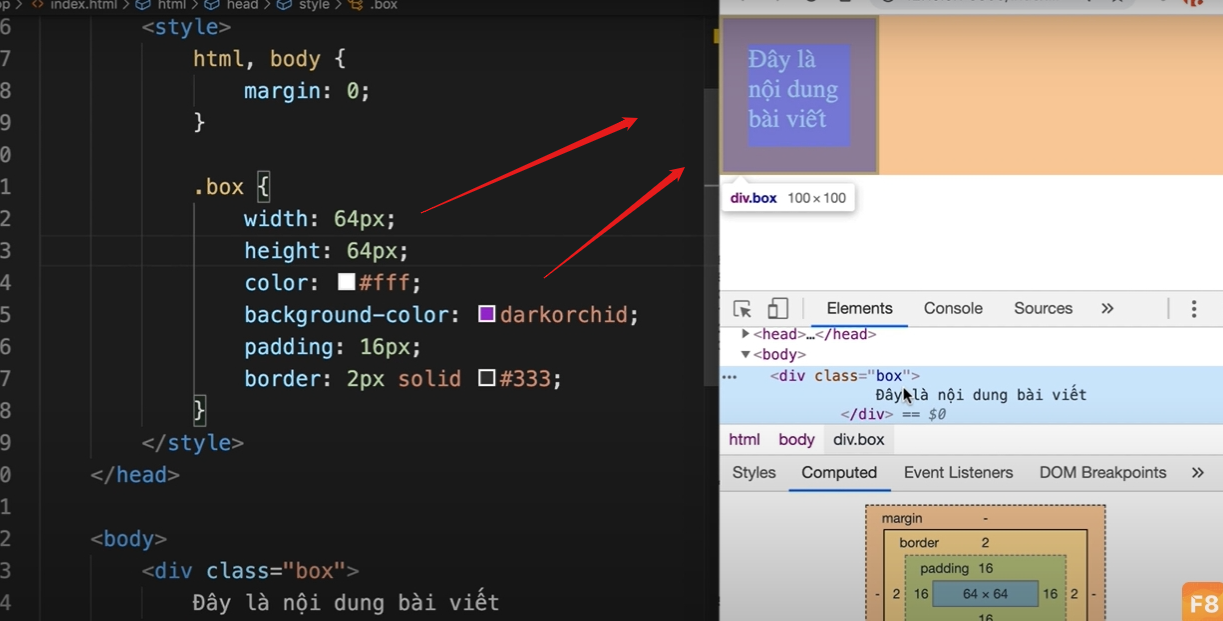 index.html > html > head > style > .box
6 <style>
7 html, body {
8 margin: 0;
9 }
0
1 .box {
2 width: 64px;
3 height: 64px;
4 color: #fff;
5 background-color: darkorchid;
6 padding: 16px;
7 border: 2px solid #333;
8 }
9 </style>
0 </head>
1
2 <body>
3 <div class="box">
4 Đây là nội dung bài viết
Đây là
nội dung
bài viết
div.box 100 × 100
Elements Console Sources »
<head>…</head>
<body>
<div class="box">
Đây là nội dung bài viết
</div> == $0
html body div.box
Styles Computed Event Listeners DOM Breakpoints »
margin -
border 2
padding 16
- 2 16 64 × 64 16 2 -
16
F8